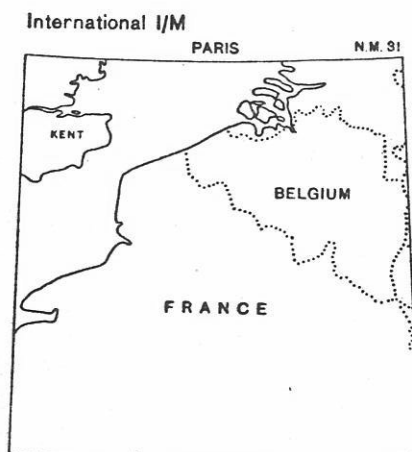 International I/M
PARIS
N.M. 31
KENT
BELGIUM
FRANCE